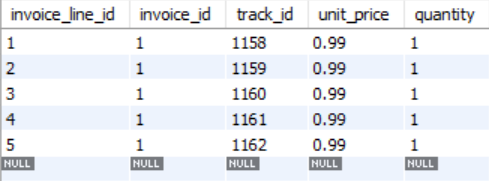 invoice_line_id invoice_id track_id unit_price quantity
1 1 1158 0.99 1
2 1 1159 0.99 1
3 1 1160 0.99 1
4 1 1161 0.99 1
5 1 1162 0.99 1
NULL NULL NULL NULL NULL